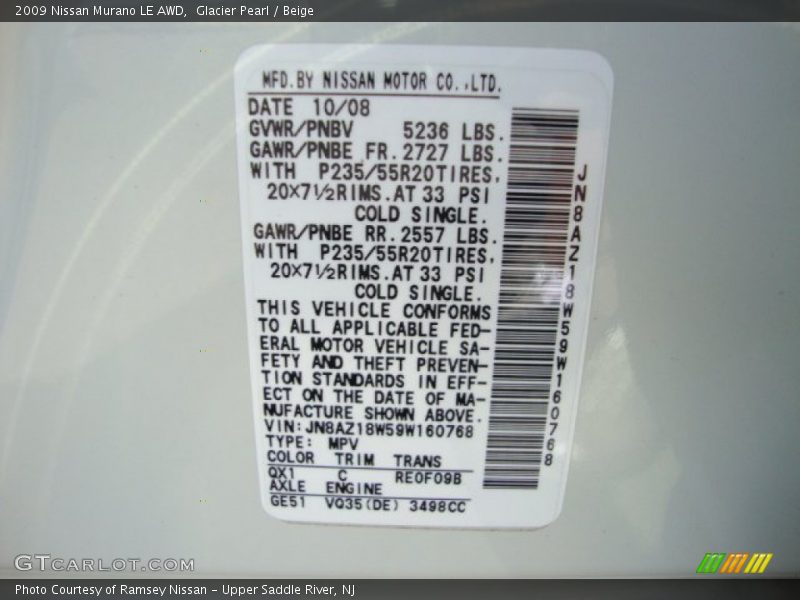 2009 Nissan Murano LE AWD,  Glacier Pearl / Beige
MFD.BY NISSAN MOTOR CO.,LTD.
DATE 10/08
GVWR/PNBV 5236 LBS.
GAWR/PNBE FR.2727 LBS.
WITH P235/55R20TIRES,
20X7½RIMS.AT 33 PSI
COLD SINGLE.
GAWR/PNBE RR.2557 LBS.
WITH P235/55R20TIRES,
20X7½RIMS.AT 33 PSI
COLD SINGLE.
THIS VEHICLE CONFORMS
TO ALL APPLICABLE FED-
ERAL MOTOR VEHICLE SA-
FETY AND THEFT PREVEN-
TION STANDARDS IN EFF-
ECT ON THE DATE OF MA-
NUFACTURE SHOWN ABOVE.
VIN:JN8AZ18W59W160768
TYPE: MPV
COLOR TRIM TRANS
QX1 C RE0F09B
AXLE ENGINE
GE51 VQ35(DE) 3498CC
JN8AZ18W59W160768
GTCARLOT.COM
Photo Courtesy of Ramsey Nissan - Upper Saddle River, NJ